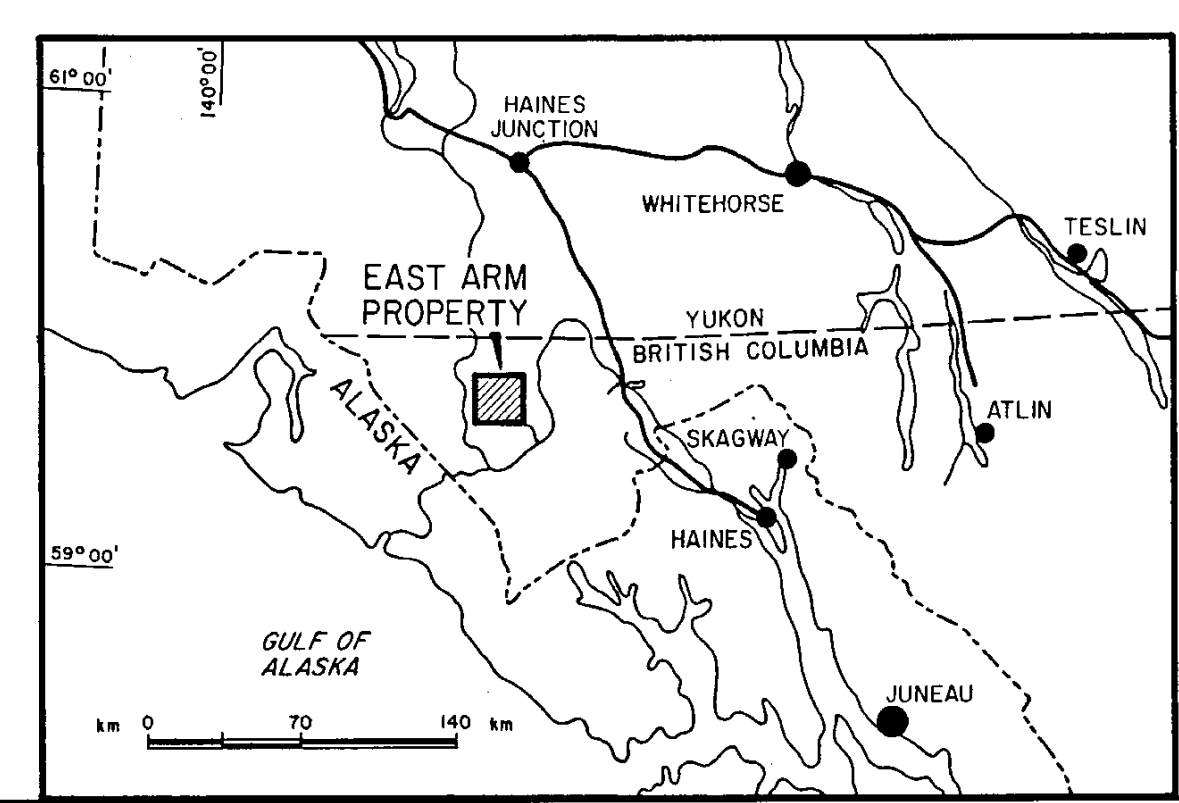 61° 00'
140° 00'
HAINES
JUNCTION
WHITEHORSE
TESLIN
EAST ARM
PROPERTY
YUKON
BRITISH COLUMBIA
ALASKA
ATLIN
SKAGWAY
HAINES
59° 00'
GULF OF
ALASKA
JUNEAU
km 0 70 140 km